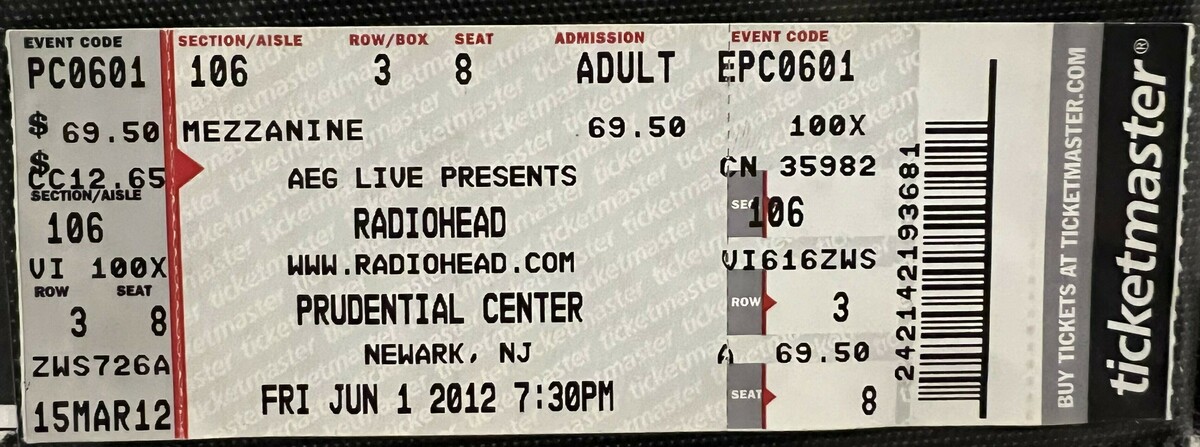 EVENT CODE
PC0601
$ 69.50
$
CC12.65
SECTION/AISLE
106
VI 100X
ROW SEAT
3 8
ZWS726A
15MAR12
SECTION/AISLE ROW/BOX SEAT ADMISSION
106 3 8 ADULT
MEZZANINE 69.50
AEG LIVE PRESENTS
RADIOHEAD
WWW.RADIOHEAD.COM
PRUDENTIAL CENTER
NEWARK, NJ
FRI JUN 1 2012 7:30PM
EVENT CODE
EPC0601
100X
CN 35982
SEC 106
VI616ZWS
ROW 3
A 69.50
SEAT 8
2421421193681
BUY TICKETS AT TICKETMASTER.COM
ticketmaster®